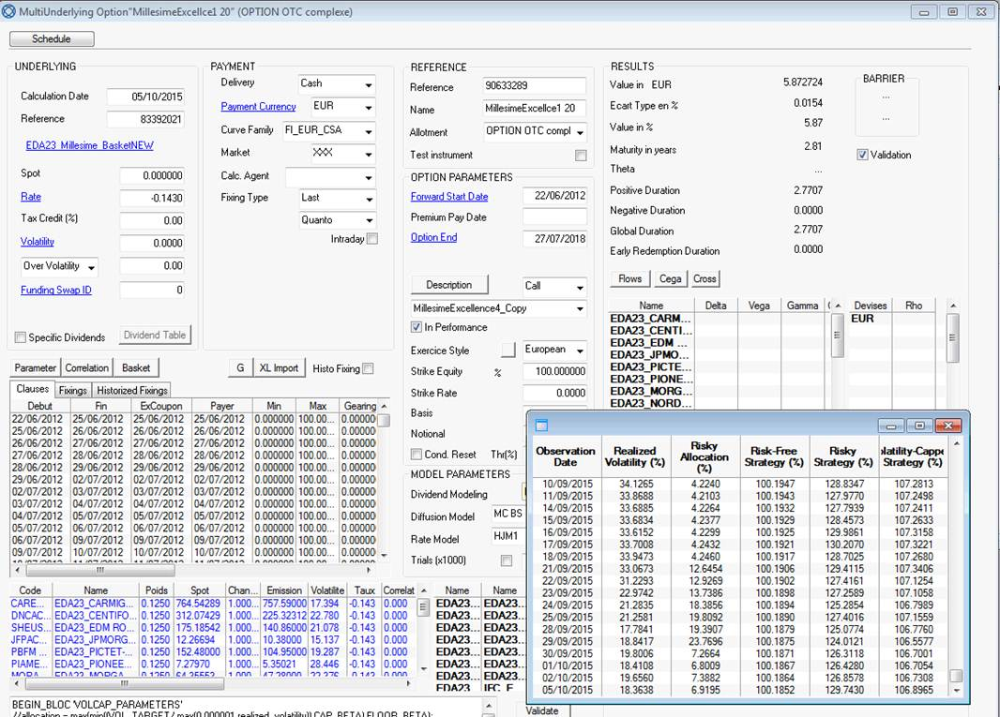 MultiUnderlying Option"MillesimeExcellce1 20" (OPTION OTC complexe)
Schedule
UNDERLYING
Calculation Date 05/10/2015
Reference 83392021
EDA23_Millesime_BasketNEW
Spot 0.000000
Rate -0.1430
Tax Credit (%) 0.00
Volatility 0.0000
Over Volatility 0.00
Funding Swap ID 0
Specific Dividends Dividend Table
PAYMENT
Delivery Cash
Payment Currency EUR
Curve Family FI_EUR_CSA
Market XXX
Calc. Agent
Fixing Type Last
Quanto
Intraday
REFERENCE
Reference 90633289
Name MillesimeExcellce1 20
Allotment OPTION OTC compl
Test instrument
OPTION PARAMETERS
Forward Start Date 22/06/2012
Premium Pay Date
Option End 27/07/2018
Description Call
MillesimeExcellence4_Copy
In Performance
Exercice Style European
Strike Equity % 100.000000
Strike Rate 0.0000
Basis
Notional
Cond. Reset Thr(%)
MODEL PARAMETERS
Dividend Modeling
Diffusion Model MC BS
Rate Model HJM1
Trials (x1000)
RESULTS
Value in EUR 5.872724
Ecart Type en % 0.0154
Value in % 5.87
Maturity in years 2.81
Theta ...
Positive Duration 2.7707
Negative Duration 0.0000
Global Duration 2.7707
Early Redemption Duration 0.0000
BARRIER
...
...
Validation
Flows Cega Cross
Name Delta Vega Gamma
EDA23_CARM...
EDA23_CENTI...
EDA23_EDM ...
EDA23_JPMO...
EDA23_PICTE...
EDA23_PIONE...
EDA23_MORG...
EDA23_NORD...
Devises Rho
EUR
Parameter Correlation Basket G XL Import Histo Fixing
Clauses Fixings Historized Fixings
Debut Fin ExCoupon Payer Min Max Gearing
22/06/2012 25/06/2012 25/06/2012 25/06/2012 0.000000 100.00... 0.00000
25/06/2012 26/06/2012 26/06/2012 26/06/2012 0.000000 100.00... 0.00000
26/06/2012 27/06/2012 27/06/2012 27/06/2012 0.000000 100.00... 0.00000
27/06/2012 28/06/2012 28/06/2012 28/06/2012 0.000000 100.00... 0.00000
28/06/2012 29/06/2012 29/06/2012 29/06/2012 0.000000 100.00... 0.00000
29/06/2012 02/07/2012 02/07/2012 02/07/2012 0.000000 100.00... 0.00000
02/07/2012 03/07/2012 03/07/2012 03/07/2012 0.000000 100.00... 0.00000
03/07/2012 04/07/2012 04/07/2012 04/07/2012 0.000000 100.00... 0.00000
04/07/2012 05/07/2012 05/07/2012 05/07/2012 0.000000 100.00... 0.00000
05/07/2012 06/07/2012 06/07/2012 06/07/2012 0.000000 100.00... 0.00000
06/07/2012 09/07/2012 09/07/2012 09/07/2012 0.000000 100.00... 0.00000
09/07/2012 10/07/2012 10/07/2012 10/07/2012 0.000000 100.00... 0.00000
Code Name Poids Spot Chan... Emission Volatilite Taux Correlat
CARE... EDA23_CARMIG... 0.1250 764.54289 1.000... 757.59000 17.394 -0.143 0.000
DNCAC... EDA23_CENTIFO... 0.1250 312.07429 1.000... 225.32312 22.780 -0.143 0.000
SHEUS... EDA23_EDM RO... 0.1250 175.18542 1.000... 140.86000 21.078 -0.143 0.000
JFPAC... EDA23_JPMORG... 0.1250 12.26694 1.000... 10.38000 15.137 -0.143 0.000
PBFM ... EDA23_PICTET-... 0.1250 152.48000 1.000... 104.95000 19.287 -0.143 0.000
PIAME... EDA23_PIONEE... 0.1250 7.27970 1.000... 5.35021 28.446 -0.143 0.000
Name Name
EDA23... EDA23...
EDA23... EDA23...
EDA23... EDA23...
EDA23... EDA23...
EDA23... EDA23...
EDA23... EDA23...
EDA23... EDA23...
BEGIN_BLOC 'VOLCAP_PARAMETERS'
Validate
Observation Date Realized Volatility (%) Risky Allocation (%) Risk-Free Strategy (%) Risky Strategy (%) latility-Cappe Strategy (%)
10/09/2015 34.1265 4.2240 100.1947 128.8347 107.2813
11/09/2015 33.8688 4.2103 100.1943 127.9770 107.2498
14/09/2015 33.6885 4.2264 100.1932 127.7939 107.2411
15/09/2015 33.6834 4.2377 100.1929 128.4573 107.2633
16/09/2015 33.6152 4.2299 100.1925 129.9861 107.3158
17/09/2015 33.7008 4.2432 100.1921 130.2070 107.3221
18/09/2015 33.9473 4.2460 100.1917 128.7025 107.2680
21/09/2015 33.0673 12.6454 100.1906 129.4115 107.3406
22/09/2015 31.2293 12.9269 100.1902 127.4161 107.1254
23/09/2015 22.9742 13.7386 100.1898 127.2589 107.1058
24/09/2015 21.2835 18.3856 100.1894 125.2854 106.7989
25/09/2015 21.2581 19.8092 100.1890 127.4016 107.1559
28/09/2015 17.7841 19.3907 100.1879 125.0774 106.7760
29/09/2015 18.8417 23.7696 100.1875 124.0121 106.5577
30/09/2015 19.8006 7.2664 100.1871 126.3118 106.7001
01/10/2015 18.4108 6.8009 100.1867 126.4280 106.7054
02/10/2015 19.6560 7.3882 100.1864 126.8578 106.7308
05/10/2015 18.3638 6.9195 100.1852 129.7430 106.8965